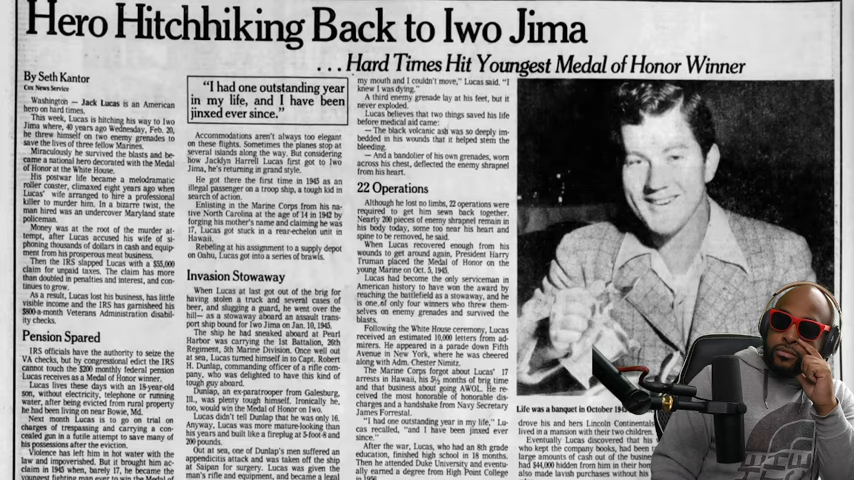 Hero Hitchhiking Back to Iwo Jima
. . . Hard Times Hit Youngest Medal of Honor Winner
By Seth Kantor
Cox News Service
Washington — Jack Lucas is an American
hero on hard times.
This week, Lucas is hitching his way to Iwo
Jima where, 40 years ago Wednesday, Feb. 20,
he threw himself on two enemy grenades to
save the lives of three fellow Marines.
Miraculously he survived the blasts and be-
came a national hero decorated with the Medal
of Honor at the White House.
His postwar life became a melodramatic
roller coaster, climaxed eight years ago when
Lucas' wife arranged to hire a professional
killer to murder him. In a bizarre twist, the
man hired was an undercover Maryland state
policeman.
Money was at the root of the murder at-
tempt, after Lucas accused his wife of si-
phoning thousands of dollars in cash and equip-
ment from his prosperous meat business.
Then the IRS slapped Lucas with a $55,000
claim for unpaid taxes. The claim has more
than doubled in penalties and interest, and con-
tinues to grow.
As a result, Lucas lost his business, has little
visible income and the IRS has garnisheed his
$800-a-month Veterans Administration disabil-
ity checks.
Pension Spared
IRS officials have the authority to seize the
VA checks, but by congressional edict the IRS
cannot touch the $200 monthly federal pension
Lucas receives as a Medal of Honor winner.
Lucas lives these days with an 18-year-old
son, without electricity, telephone or running
water, after being evicted from rural property
he had been living on near Bowie, Md.
Next month Lucas is to go on trial on
charges of trespassing and carrying a con-
cealed gun in a futile attempt to save many of
his possessions after the eviction.
Violence has left him in hot water with the
law and impoverished. But it brought him ac-
claim in 1945 when, barely 17, he became the
youngest fighting man ever to win the Medal of
"I had one outstanding year
in my life, and I have been
jinxed ever since."
Accommodations aren't always too elegant
on these flights. Sometimes the planes stop at
several islands along the way. But considering
how Jacklyn Harrell Lucas first got to Iwo
Jima, he's returning in grand style.
He got there the first time in 1945 as an
illegal passenger on a troop ship, a tough kid in
search of action.
Enlisting in the Marine Corps from his na-
tive North Carolina at the age of 14 in 1942 by
forging his mother's name and claiming he was
17, Lucas got stuck in a rear-echelon unit in
Hawaii.
Rebeling at his assignment to a supply depot
on Oahu, Lucas got into a series of brawls.
Invasion Stowaway
When Lucas at last got out of the brig for
having stolen a truck and several cases of
beer, and slugging a guard, he went over the
hill— as a stowaway aboard an assault trans-
port ship bound for Iwo Jima on Jan. 10, 1945.
The ship he had sneaked aboard at Pearl
Harbor was carrying the 1st Battalion, 26th
Regiment, 5th Marine Division. Once well out
at sea, Lucas turned himself in to Capt. Robert
H. Dunlap, commanding officer of a rifle com-
pany, who was delighted to have this kind of
tough guy aboard.
Dunlap, an ex-paratrooper from Galesburg,
Ill., was plenty tough himself. Ironically he,
too, would win the Medal of Honor on Iwo.
Lucas didn't tell Dunlap that he was only 16.
Anyway, Lucas was more mature-looking than
his years and built like a fireplug at 5-foot-8 and
200 pounds.
Out at sea, one of Dunlap's men suffered an
appendicitis attack and was taken off the ship
at Saipan for surgery. Lucas was given the
man's rifle and equipment, and became a legal
my mouth and I couldn't move," Lucas said. "I
knew I was dying."
A third enemy grenade lay at his feet, but it
never exploded.
Lucas believes that two things saved his life
before medical aid came:
— The black volcanic ash was so deeply im-
bedded in his wounds that it helped stem the
bleeding.
— And a bandolier of his own grenades, worn
across his chest, deflected the enemy shrapnel
from his heart.
22 Operations
Although he lost no limbs, 22 operations were
required to get him sewn back together.
Nearly 200 pieces of enemy shrapnel remain in
his body today, some too near his heart and
spine to be removed, he said.
When Lucas recovered enough from his
wounds to get around again, President Harry
Truman placed the Medal of Honor on the
young Marine on Oct. 5, 1945.
Lucas had become the only serviceman in
American history to have won the award by
reaching the battlefield as a stowaway, and he
is one of only four winners who threw them-
selves on enemy grenades and survived the
blasts.
Following the White House ceremony, Lucas
received an estimated 10,000 letters from ad-
mirers. He appeared in a parade down Fifth
Avenue in New York, where he was cheered
along with Adm. Chester Nimitz.
The Marine Corps forgot about Lucas' 17
arrests in Hawaii, his 5½ months of brig time
and that business about going AWOL. He re-
ceived the most honorable of honorable dis-
charges and a handshake from Navy Secretary
James Forrestal.
"I had one outstanding year in my life," Lu-
cas recalled, "and I have been jinxed ever
since."
After the war, Lucas, who had an 8th grade
education, finished high school in 18 months.
Then he attended Duke University and eventu-
ally earned a degree from High Point College
Life was a banquet in October
drove his and hers Lincoln Continentals
lived in a mansion with their two children.
Eventually Lucas discovered that his
who kept the company books, had been
large amounts of cash out of the
had $44,000 hidden from him in their
also made lavish purchases without his